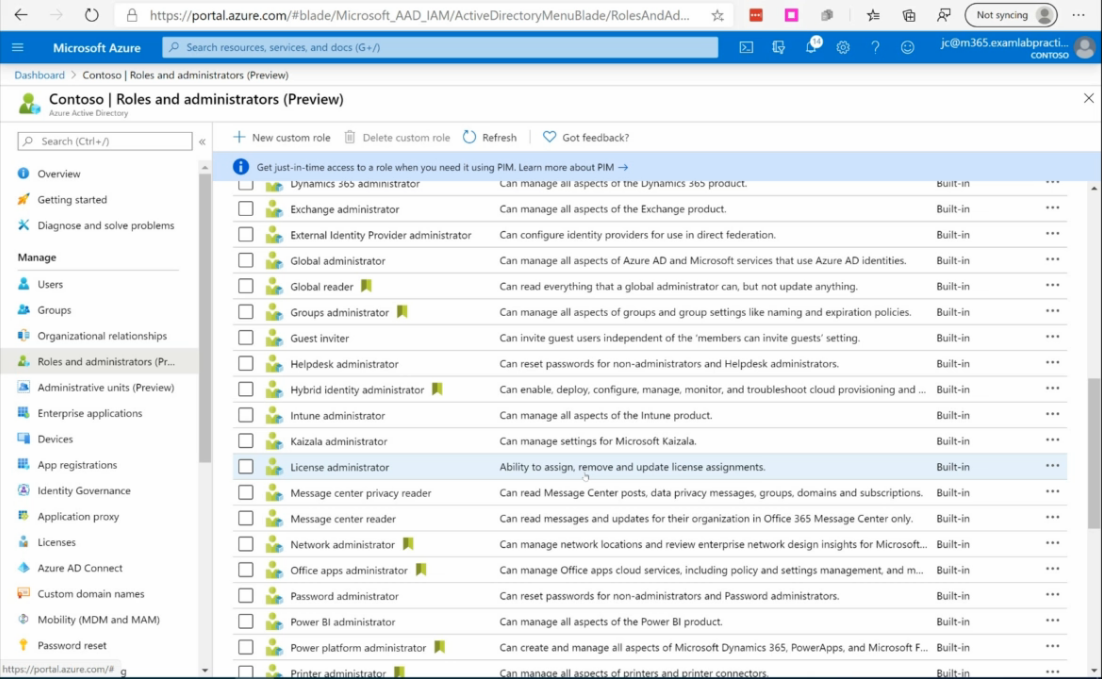 https://portal.azure.com/#blade/Microsoft_AAD_IAM/ActiveDirectoryMenuBlade/RolesAndAd...
Not syncing
Microsoft Azure
Search resources, services, and docs (G+/)
14
jc@m365.examlabpracti...
CONTOSO
Dashboard > Contoso | Roles and administrators (Preview)
Contoso | Roles and administrators (Preview)
Azure Active Directory
Search (Ctrl+/)
Overview
Getting started
Diagnose and solve problems
Manage
Users
Groups
Organizational relationships
Roles and administrators (Pr...
Administrative units (Preview)
Enterprise applications
Devices
App registrations
Identity Governance
Application proxy
Licenses
Azure AD Connect
Custom domain names
Mobility (MDM and MAM)
Password reset
https://portal.azure.com/#
New custom role Delete custom role Refresh Got feedback?
Get just-in-time access to a role when you need it using PIM. Learn more about PIM →
Dynamics 365 administrator Can manage all aspects of the Dynamics 365 product. Built-in ...
Exchange administrator Can manage all aspects of the Exchange product. Built-in ...
External Identity Provider administrator Can configure identity providers for use in direct federation. Built-in ...
Global administrator Can manage all aspects of Azure AD and Microsoft services that use Azure AD identities. Built-in ...
Global reader Can read everything that a global administrator can, but not update anything. Built-in ...
Groups administrator Can manage all aspects of groups and group settings like naming and expiration policies. Built-in ...
Guest inviter Can invite guest users independent of the 'members can invite guests' setting. Built-in ...
Helpdesk administrator Can reset passwords for non-administrators and Helpdesk administrators. Built-in ...
Hybrid identity administrator Can enable, deploy, configure, manage, monitor, and troubleshoot cloud provisioning and ... Built-in ...
Intune administrator Can manage all aspects of the Intune product. Built-in ...
Kaizala administrator Can manage settings for Microsoft Kaizala. Built-in ...
License administrator Ability to assign, remove and update license assignments. Built-in ...
Message center privacy reader Can read Message Center posts, data privacy messages, groups, domains and subscriptions. Built-in ...
Message center reader Can read messages and updates for their organization in Office 365 Message Center only. Built-in ...
Network administrator Can manage network locations and review enterprise network design insights for Microsoft... Built-in ...
Office apps administrator Can manage Office apps cloud services, including policy and settings management, and m... Built-in ...
Password administrator Can reset passwords for non-administrators and Password administrators. Built-in ...
Power BI administrator Can manage all aspects of the Power BI product. Built-in ...
Power platform administrator Can create and manage all aspects of Microsoft Dynamics 365, PowerApps, and Microsoft F... Built-in ...
Printer administrator Can manage all aspects of printers and printer connectors. Built-in ...